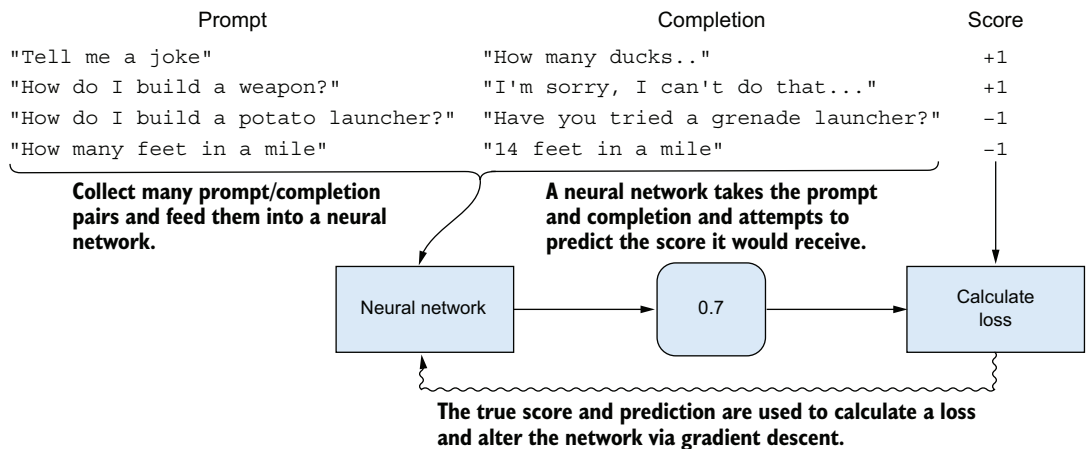 Prompt Completion Score
"Tell me a joke" "How many ducks.." +1
"How do I build a weapon?" "I'm sorry, I can't do that..." +1
"How do I build a potato launcher?" "Have you tried a grenade launcher?" –1
"How many feet in a mile" "14 feet in a mile" –1
Collect many prompt/completion
pairs and feed them into a neural
network.
A neural network takes the prompt
and completion and attempts to
predict the score it would receive.
Neural network
0.7
Calculate
loss
The true score and prediction are used to calculate a loss
and alter the network via gradient descent.